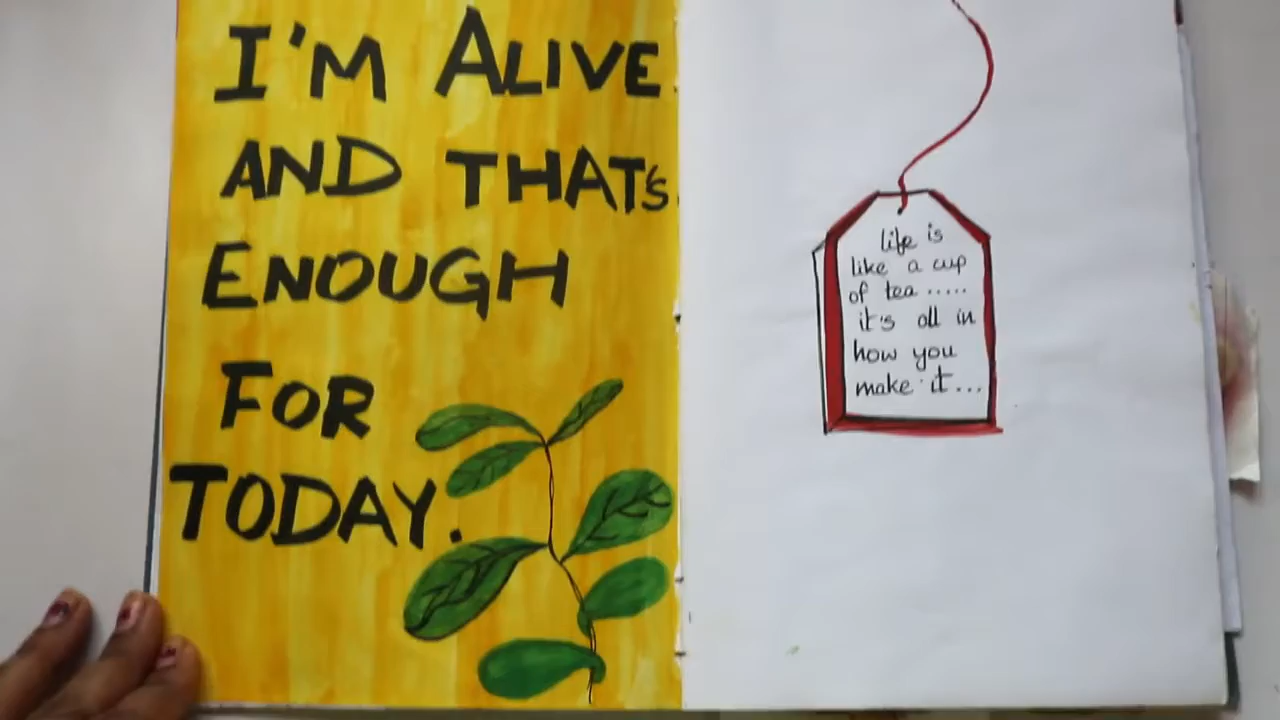 I'M ALIVE
AND THAT'S
ENOUGH
FOR
TODAY.
life is
like a cup
of tea .....
it's all in
how you
make it...